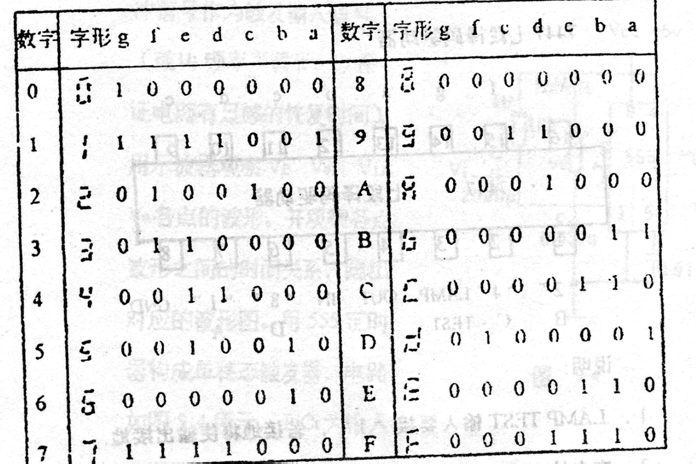 数字 字形 g f e d c b a 数字 字形 g f c d c b a
0 0 1 0 0 0 0 0 0 8 8 0 0 0 0 0 0 0
1 1 1 1 1 1 0 0 1 9 9 0 0 1 1 0 0 0
2 2 0 1 0 0 1 0 0 A A 0 0 0 1 0 0 0
3 3 0 1 1 0 0 0 0 B b 0 0 0 0 0 1 1
4 4 0 0 1 1 0 0 0 C C 0 0 0 0 1 1 0
5 5 0 0 1 0 0 1 0 D d 0 1 0 0 0 0 1
6 6 0 0 0 0 0 1 0 E E 0 0 0 0 1 1 0
7 7 1 1 1 1 0 0 0 F F 0 0 0 1 1 1 0